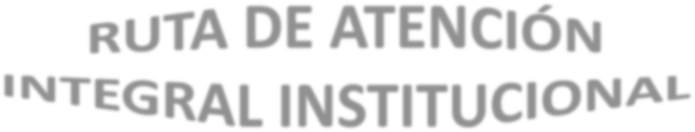 RUTA DE ATENCIÓN
INTEGRAL INSTITUCIONAL